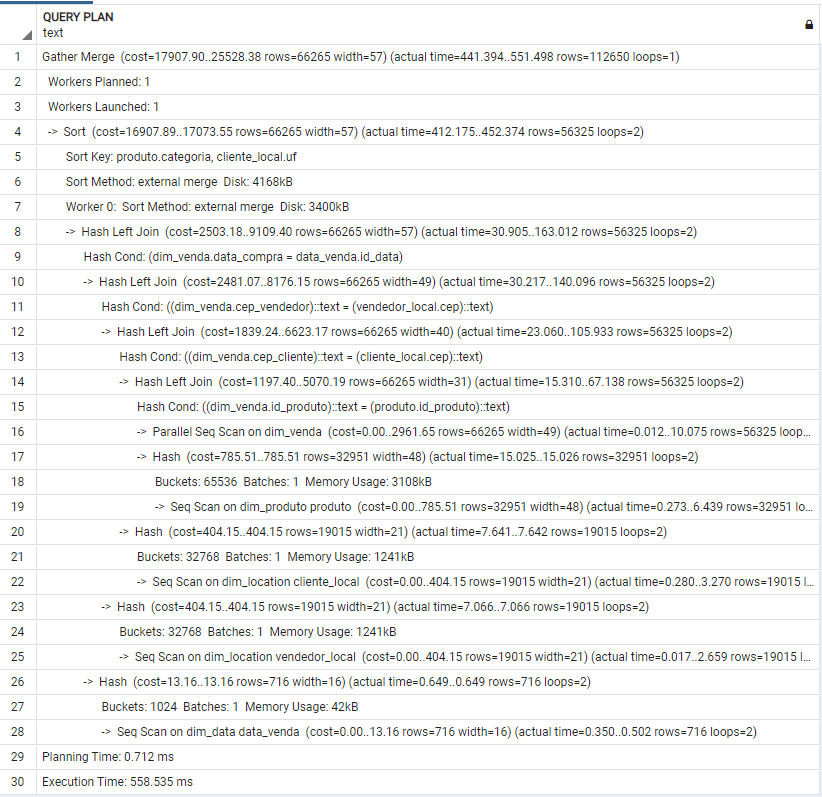 QUERY PLAN
text
1 Gather Merge (cost=17907.90..25528.38 rows=66265 width=57) (actual time=441.394..551.498 rows=112650 loops=1)
2 Workers Planned: 1
3 Workers Launched: 1
4 -> Sort (cost=16907.89..17073.55 rows=66265 width=57) (actual time=412.175..452.374 rows=56325 loops=2)
5 Sort Key: produto.categoria, cliente_local.uf
6 Sort Method: external merge Disk: 4168kB
7 Worker 0: Sort Method: external merge Disk: 3400kB
8 -> Hash Left Join (cost=2503.18..9109.40 rows=66265 width=57) (actual time=30.905..163.012 rows=56325 loops=2)
9 Hash Cond: (dim_venda.data_compra = data_venda.id_data)
10 -> Hash Left Join (cost=2481.07..8176.15 rows=66265 width=49) (actual time=30.217..140.096 rows=56325 loops=2)
11 Hash Cond: ((dim_venda.cep_vendedor)::text = (vendedor_local.cep)::text)
12 -> Hash Left Join (cost=1839.24..6623.17 rows=66265 width=40) (actual time=23.060..105.933 rows=56325 loops=2)
13 Hash Cond: ((dim_venda.cep_cliente)::text = (cliente_local.cep)::text)
14 -> Hash Left Join (cost=1197.40..5070.19 rows=66265 width=31) (actual time=15.310..67.138 rows=56325 loops=2)
15 Hash Cond: ((dim_venda.id_produto)::text = (produto.id_produto)::text)
16 -> Parallel Seq Scan on dim_venda (cost=0.00..2961.65 rows=66265 width=49) (actual time=0.012..10.075 rows=56325 loop...
17 -> Hash (cost=785.51..785.51 rows=32951 width=48) (actual time=15.025..15.026 rows=32951 loops=2)
18 Buckets: 65536 Batches: 1 Memory Usage: 3108kB
19 -> Seq Scan on dim_produto produto (cost=0.00..785.51 rows=32951 width=48) (actual time=0.273..6.439 rows=32951 lo...
20 -> Hash (cost=404.15..404.15 rows=19015 width=21) (actual time=7.641..7.642 rows=19015 loops=2)
21 Buckets: 32768 Batches: 1 Memory Usage: 1241kB
22 -> Seq Scan on dim_location cliente_local (cost=0.00..404.15 rows=19015 width=21) (actual time=0.280..3.270 rows=19015 l...
23 -> Hash (cost=404.15..404.15 rows=19015 width=21) (actual time=7.066..7.066 rows=19015 loops=2)
24 Buckets: 32768 Batches: 1 Memory Usage: 1241kB
25 -> Seq Scan on dim_location vendedor_local (cost=0.00..404.15 rows=19015 width=21) (actual time=0.017..2.659 rows=19015 l...
26 -> Hash (cost=13.16..13.16 rows=716 width=16) (actual time=0.649..0.649 rows=716 loops=2)
27 Buckets: 1024 Batches: 1 Memory Usage: 42kB
28 -> Seq Scan on dim_data data_venda (cost=0.00..13.16 rows=716 width=16) (actual time=0.350..0.502 rows=716 loops=2)
29 Planning Time: 0.712 ms
30 Execution Time: 558.535 ms